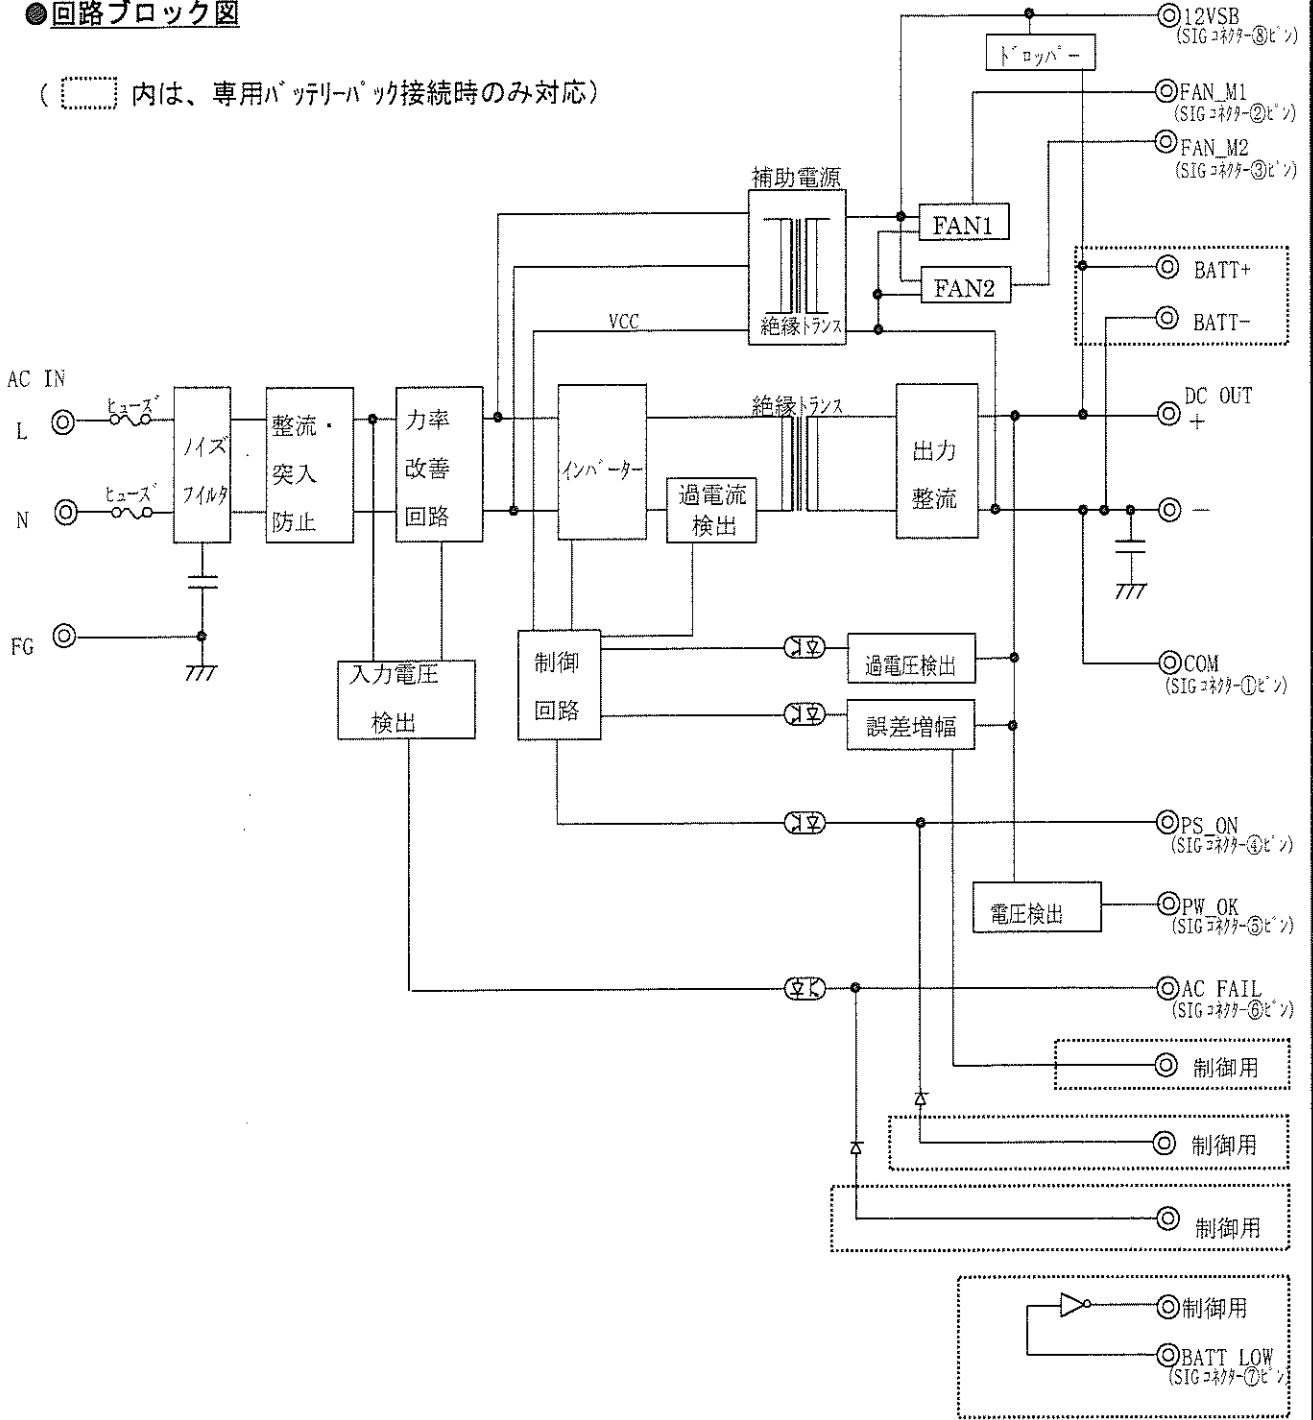 ●回路ブロック図
12VSB
(SIGコネクター⑧ピン)
ドロッパー
( 内は、専用バッテリーパック接続時のみ対応)
FAN_M1
(SIGコネクター②ピン)
FAN_M2
(SIGコネクター③ピン)
補助電源
FAN1
FAN2
BATT+
BATT-
絶縁トランス
VCC
AC IN
L
ヒューズ
N
ヒューズ
FG
ノイズ
フィルタ
整流・
突入
防止
力率
改善
回路
インバーター
過電流
検出
絶縁トランス
出力
整流
DC OUT
+
-
COM
(SIGコネクター①ピン)
入力電圧
検出
制御
回路
過電圧検出
誤差増幅
PS_ON
(SIGコネクター④ピン)
電圧検出
PW_OK
(SIGコネクター⑤ピン)
AC FAIL
(SIGコネクター⑥ピン)
制御用
制御用
制御用
制御用
BATT LOW
(SIGコネクター⑦ピン)